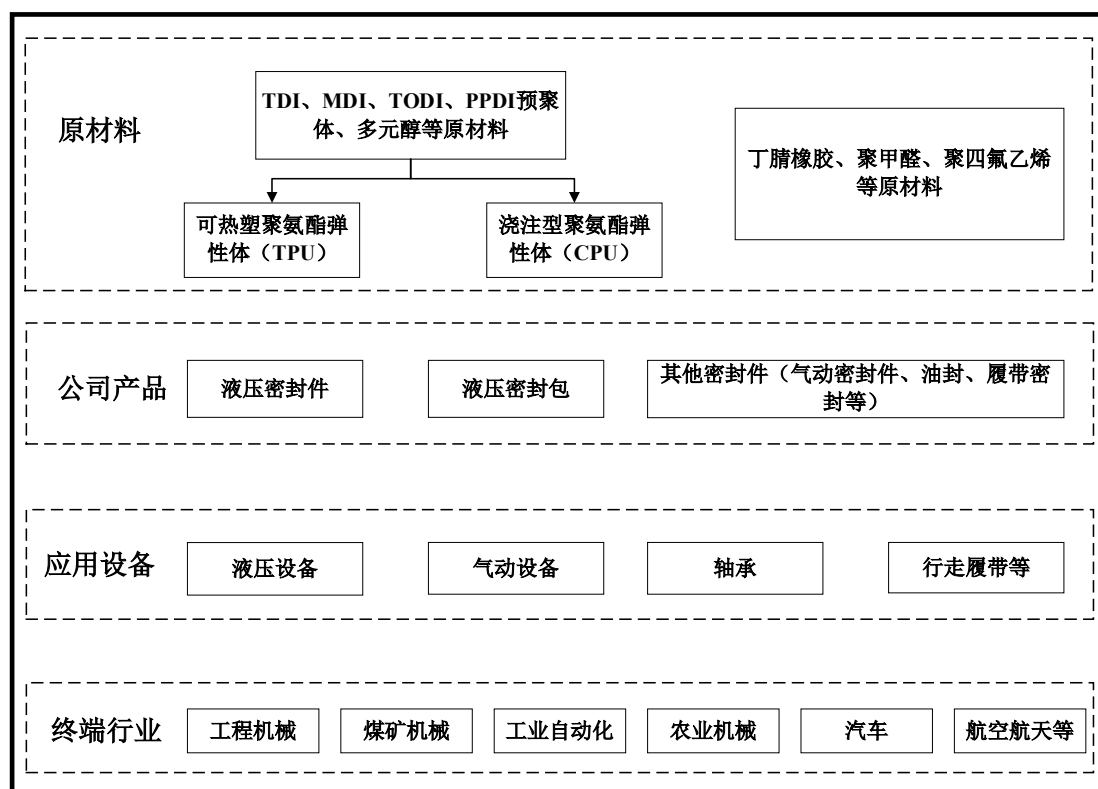 原材料
TDI、MDI、TODI、PPDI预聚
体、多元醇等原材料
丁腈橡胶、聚甲醛、聚四氟乙烯
等原材料
可热塑聚氨酯弹
性体（TPU）
浇注型聚氨酯弹
性体（CPU）
公司产品
液压密封件
液压密封包
其他密封件（气动密封件、油封、履带密
封等）
应用设备
液压设备
气动设备
轴承
行走履带等
终端行业
工程机械
煤矿机械
工业自动化
农业机械
汽车
航空航天等